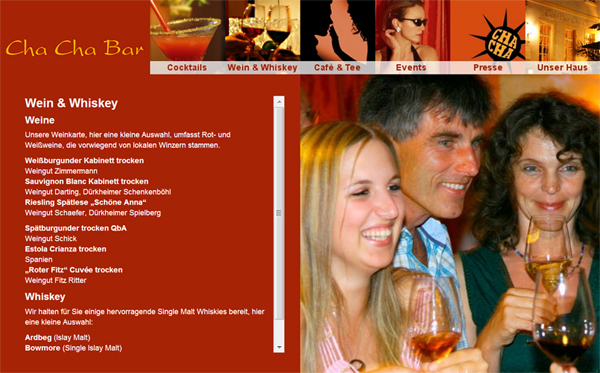 Cha Cha Bar
CHA
CHA
Cocktails
Wein & Whiskey
Café & Tee
Events
Presse
Unser Haus
Wein & Whiskey
Weine
Unsere Weinkarte, hier eine kleine Auswahl, umfasst Rot- und
Weißweine, die vorwiegend von lokalen Winzern stammen.
Weißburgunder Kabinett trocken
Weingut Zimmermann
Sauvignon Blanc Kabinett trocken
Weingut Darting, Dürkheimer Schenkenböhl
Riesling Spätlese „Schöne Anna“
Weingut Schaefer, Dürkheimer Spielberg
Spätburgunder trocken QbA
Weingut Schick
Estola Crianza trocken
Spanien
„Roter Fitz“ Cuvée trocken
Weingut Fitz Ritter
Whiskey
Wir halten für Sie einige hervorragende Single Malt Whiskies bereit, hier
eine kleine Auswahl:
Ardbeg (Islay Malt)
Bowmore (Single Islay Malt)